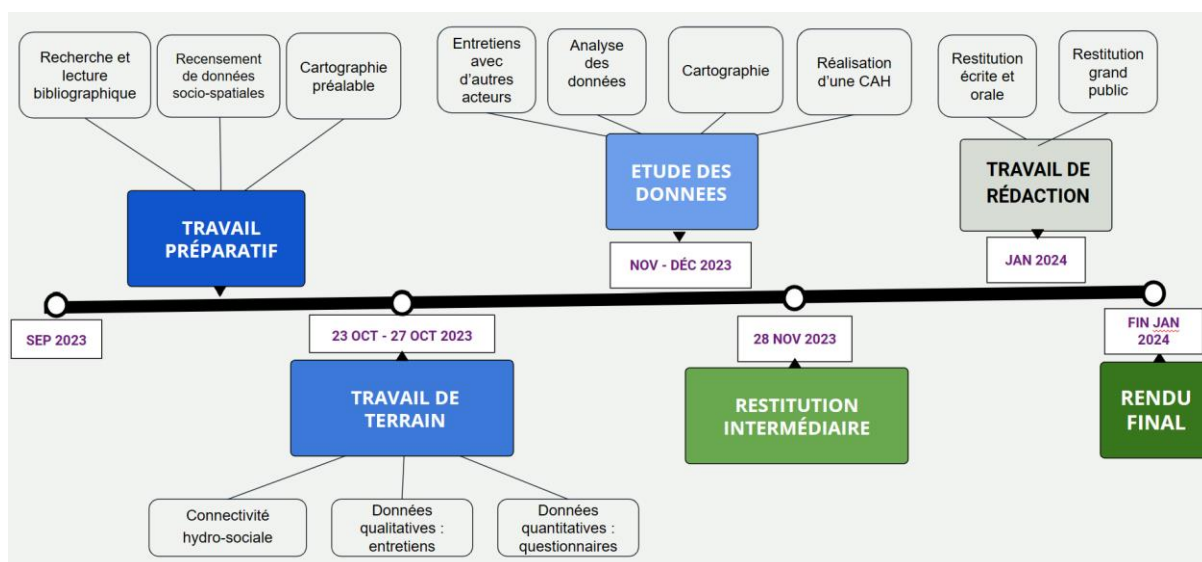 Recherche et
lecture
bibliographique
Recensement
de données
socio-spatiales
Cartographie
préalable
Entretiens
avec
d'autres
acteurs
Analyse
des
données
Cartographie
Réalisation
d'une CAH
Restitution
écrite et
orale
Restitution
grand
public
TRAVAIL
PRÉPARATIF
ETUDE DES
DONNEES
TRAVAIL DE
RÉDACTION
NOV - DÉC 2023
JAN 2024
SEP 2023
23 OCT - 27 OCT 2023
28 NOV 2023
FIN JAN
2024
TRAVAIL DE
TERRAIN
RESTITUTION
INTERMÉDIAIRE
RENDU
FINAL
Connectivité
hydro-sociale
Données
qualitatives :
entretiens
Données
quantitatives :
questionnaires